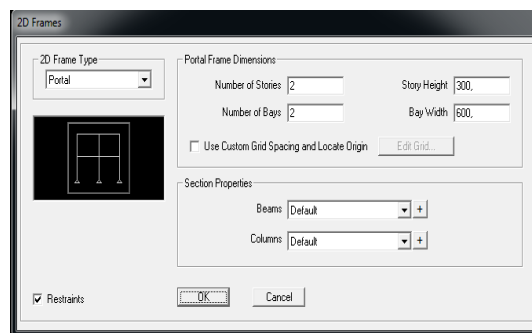 2D Frames
2D Frame Type
Portal
Portal Frame Dimensions
Number of Stories 2
Story Height 300,
Number of Bays 2
Bay Width 600,
Use Custom Grid Spacing and Locate Origin
Edit Grid...
Section Properties
Beams Default +
Columns Default +
Restraints
OK
Cancel